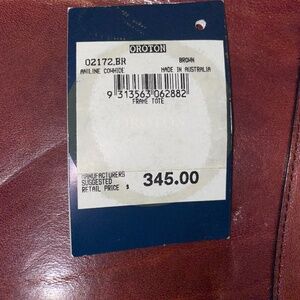 OROTON
02172.BR BROWN
ANILINE COWHIDE MADE IN AUSTRALIA
9 313563 062882
FRAME TOTE
MANUFACTURERS
SUGGESTED
RETAIL PRICE $ 345.00